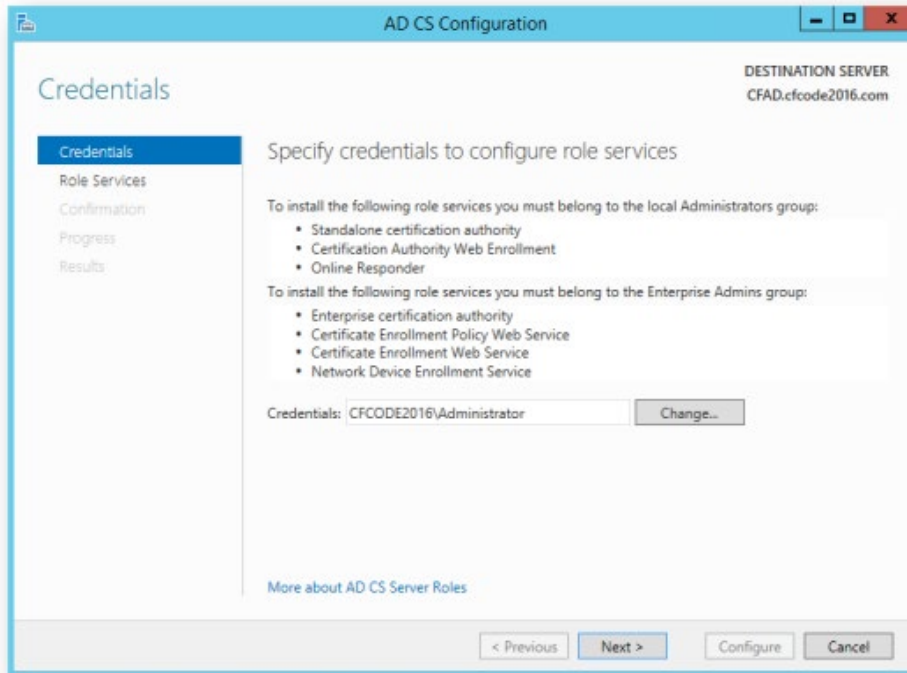 AD CS Configuration
Credentials
DESTINATION SERVER
CFAD.cfcode2016.com
Credentials
Role Services
Confirmation
Progress
Results
Specify credentials to configure role services
To install the following role services you must belong to the local Administrators group:
• Standalone certification authority
• Certification Authority Web Enrollment
• Online Responder
To install the following role services you must belong to the Enterprise Admins group:
• Enterprise certification authority
• Certificate Enrollment Policy Web Service
• Certificate Enrollment Web Service
• Network Device Enrollment Service
Credentials: CFCODE2016\Administrator Change...
More about AD CS Server Roles
< Previous Next > Configure Cancel